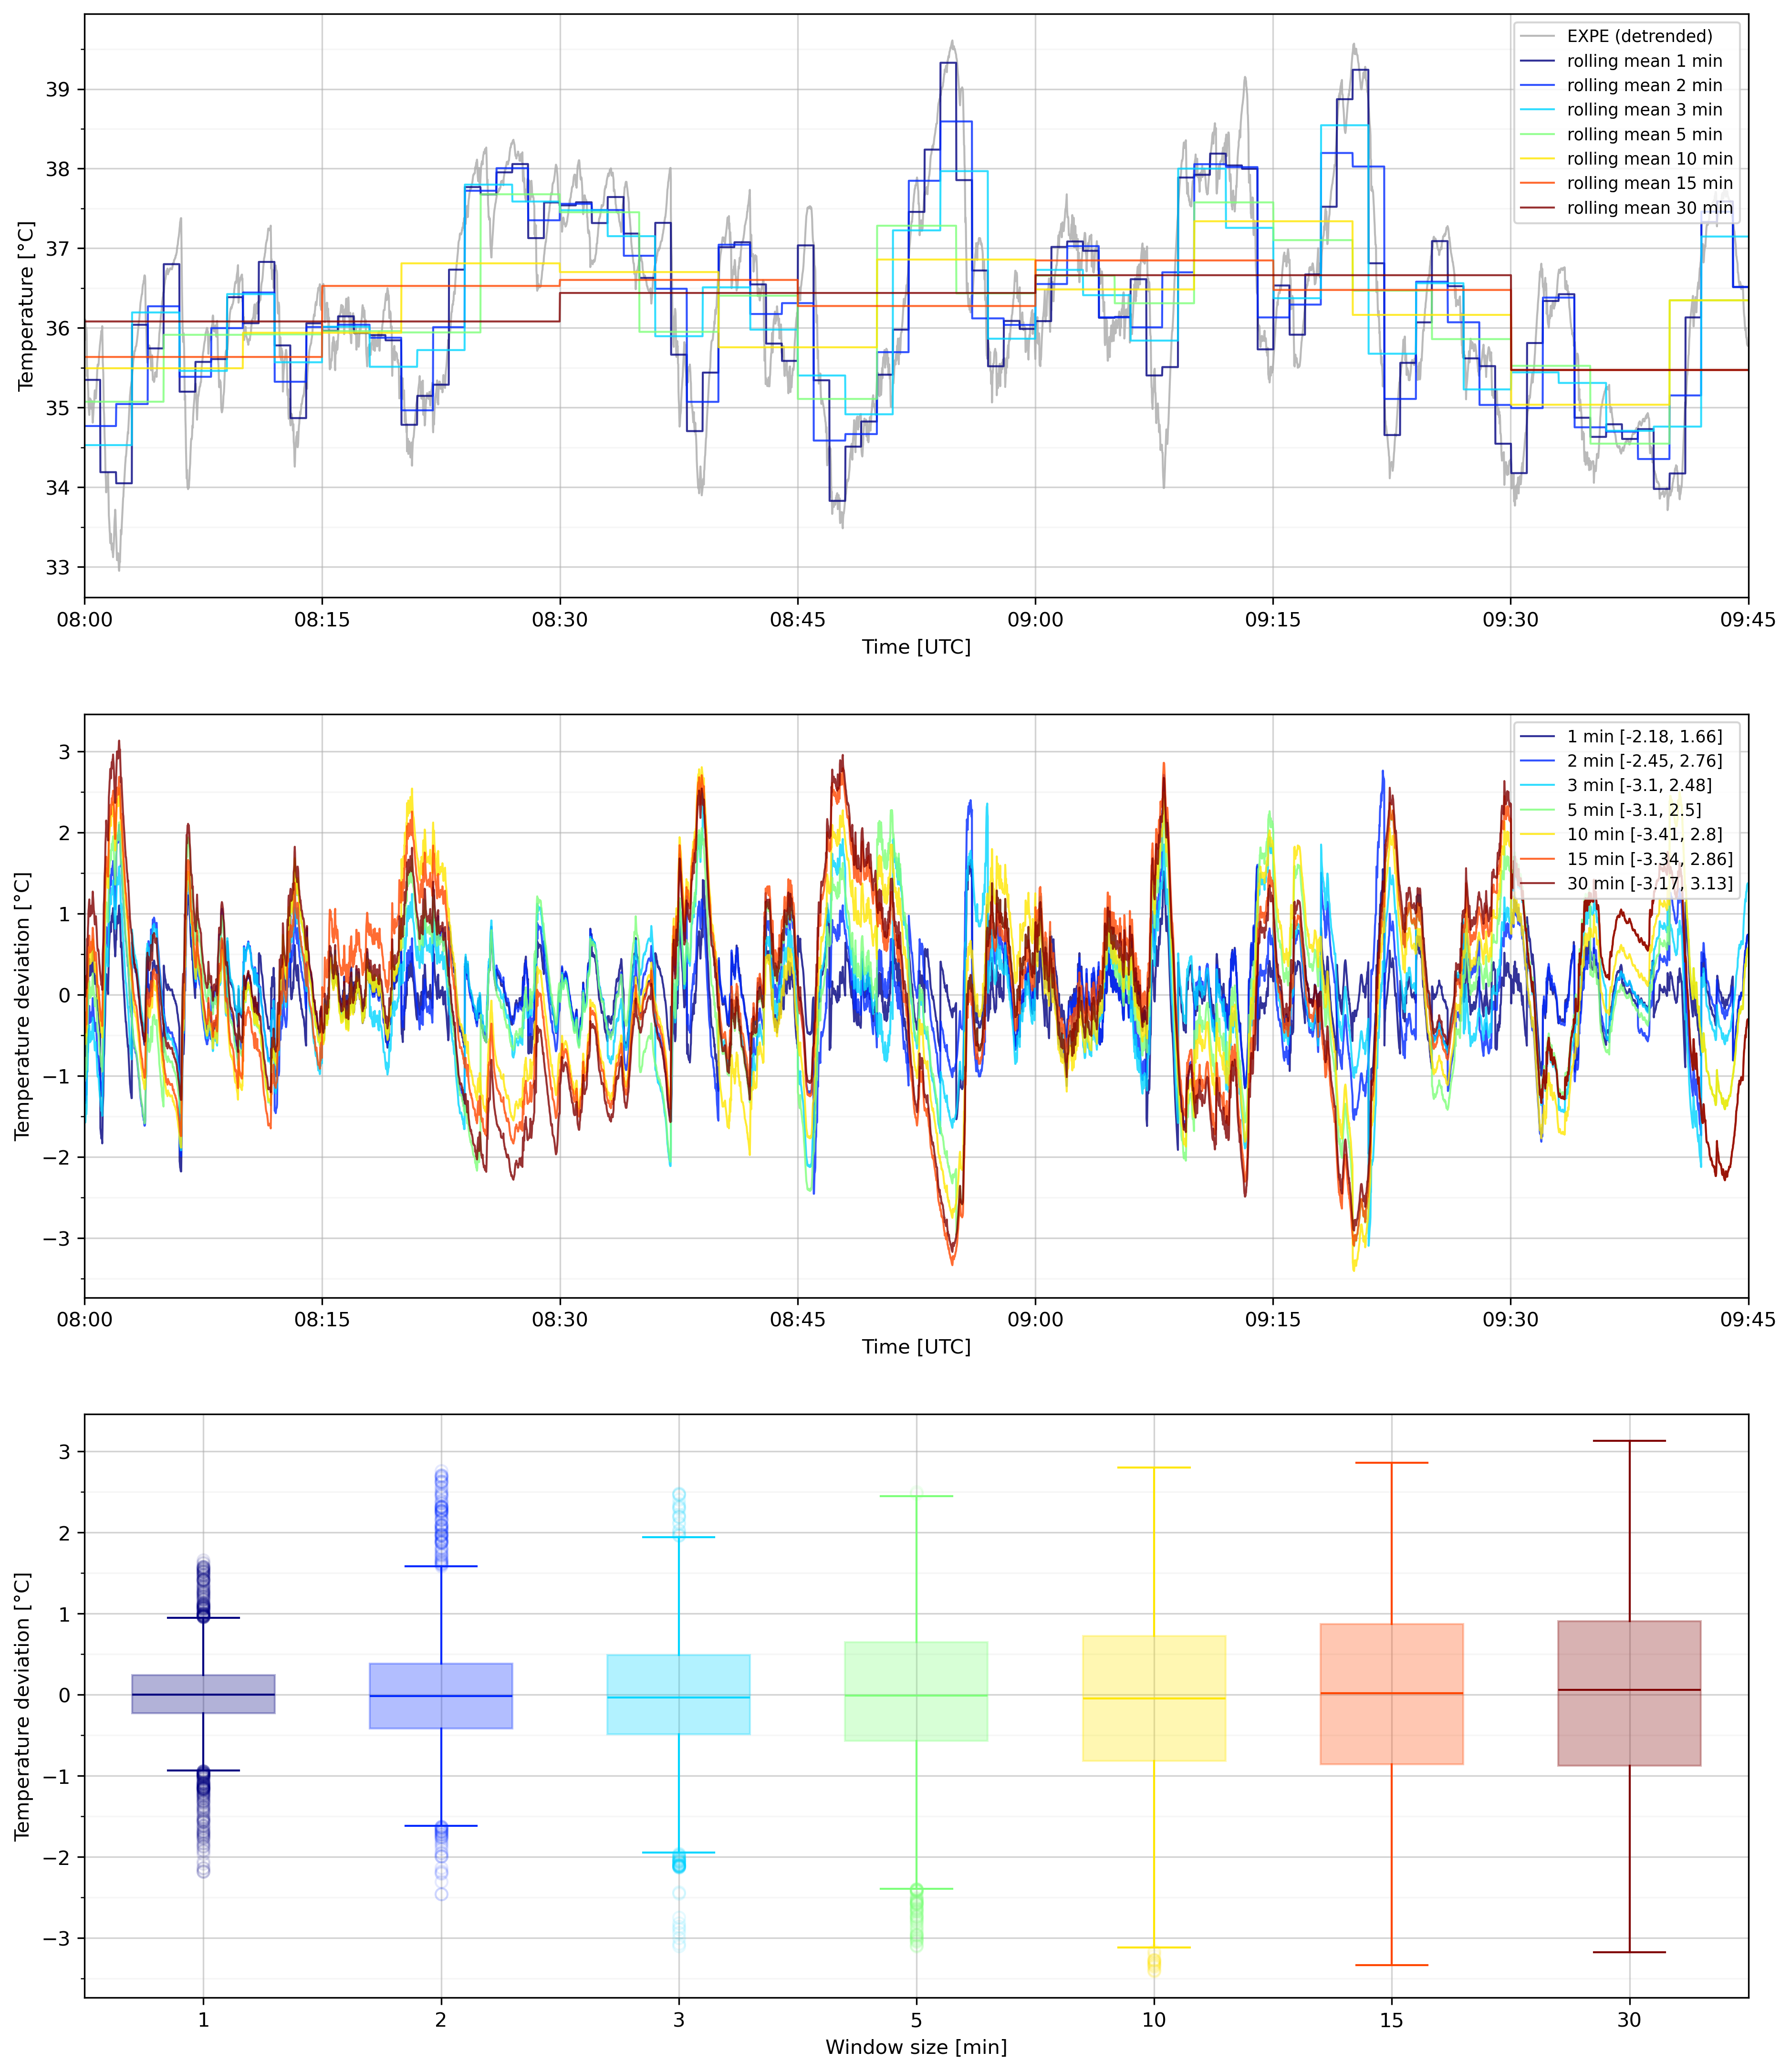 39
38
37
36
35
34
33
Temperature [°C]
EXPE (detrended)
rolling mean 1 min
rolling mean 2 min
rolling mean 3 min
rolling mean 5 min
rolling mean 10 min
rolling mean 15 min
rolling mean 30 min
08:00 08:15 08:30 08:45 09:00 09:15 09:30 09:45
Time [UTC]
3
2
1
0
−1
−2
−3
Temperature deviation [°C]
1 min [-2.18, 1.66]
2 min [-2.45, 2.76]
3 min [-3.1, 2.48]
5 min [-3.1, 2.5]
10 min [-3.41, 2.8]
15 min [-3.34, 2.86]
30 min [-3.17, 3.13]
08:00 08:15 08:30 08:45 09:00 09:15 09:30 09:45
Time [UTC]
3
2
1
0
−1
−2
−3
Temperature deviation [°C]
1 2 3 5 10 15 30
Window size [min]